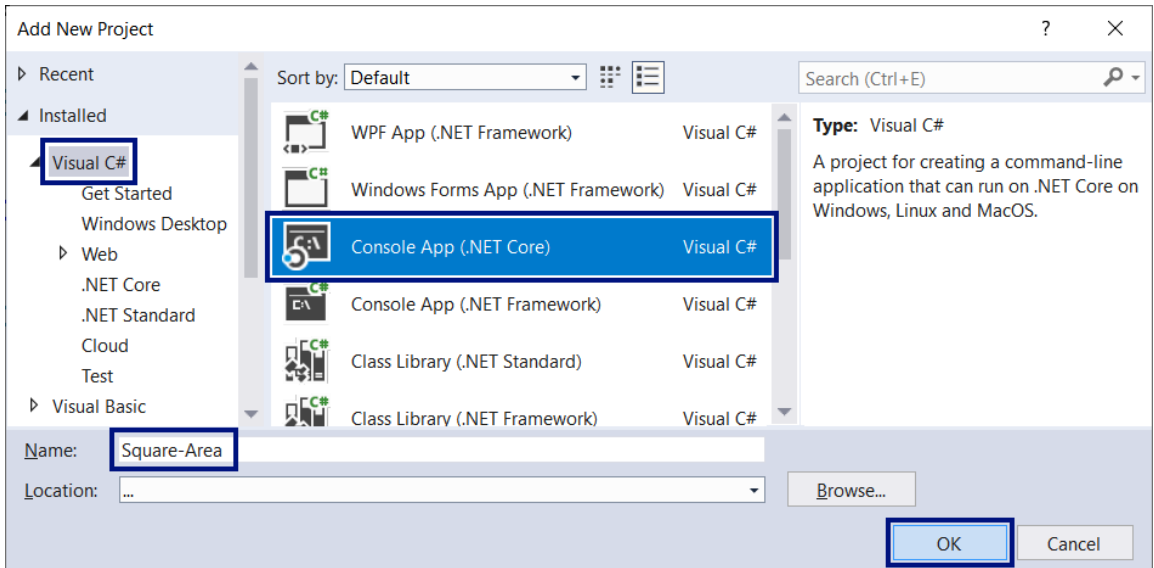 Add New Project
?
Recent
Installed
Visual C#
Get Started
Windows Desktop
Web
.NET Core
.NET Standard
Cloud
Test
Visual Basic
Sort by: Default
WPF App (.NET Framework) Visual C#
Windows Forms App (.NET Framework) Visual C#
Console App (.NET Core) Visual C#
Console App (.NET Framework) Visual C#
Class Library (.NET Standard) Visual C#
Class Library (.NET Framework) Visual C#
Search (Ctrl+E)
Type: Visual C#
A project for creating a command-line
application that can run on .NET Core on
Windows, Linux and MacOS.
Name: Square-Area
Location: ...
Browse...
OK Cancel